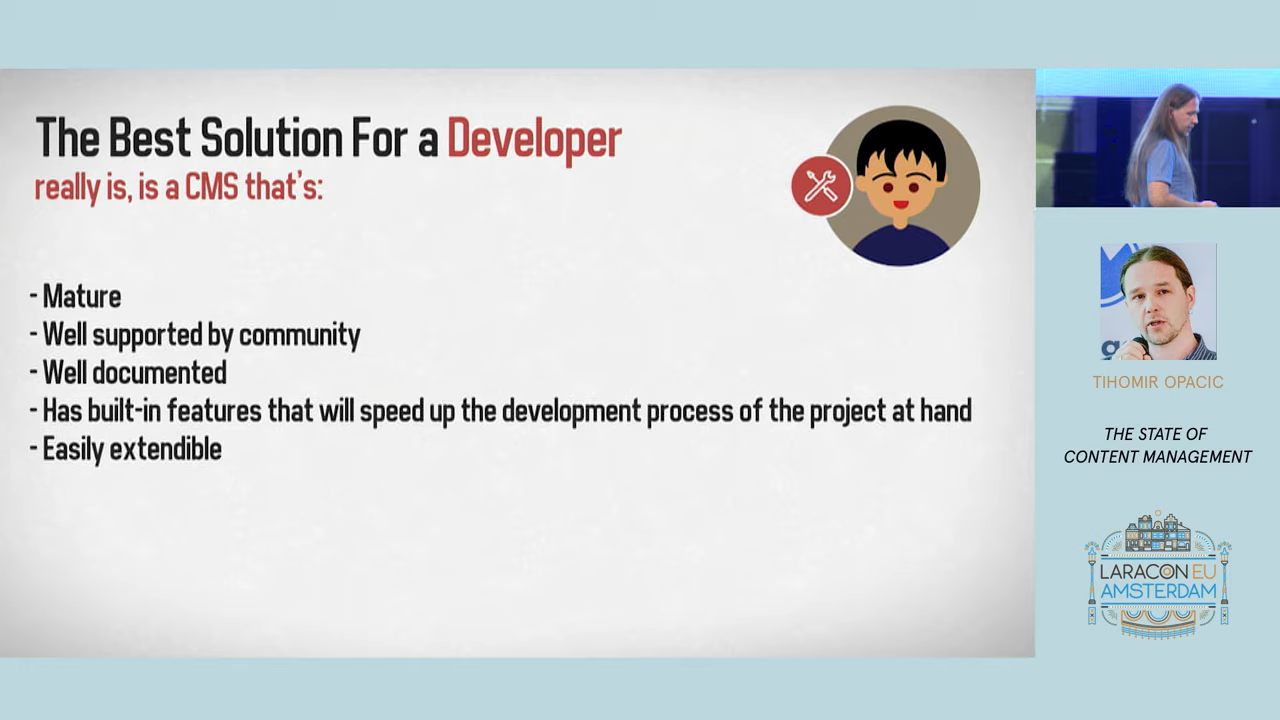 The Best Solution For a Developer
really is, is a CMS that's:
- Mature
- Well supported by community
- Well documented
- Has built-in features that will speed up the development process of the project at hand
- Easily extendible
TIHOMIR OPACIC
THE STATE OF
CONTENT MANAGEMENT
LARACON EU
AMSTERDAM